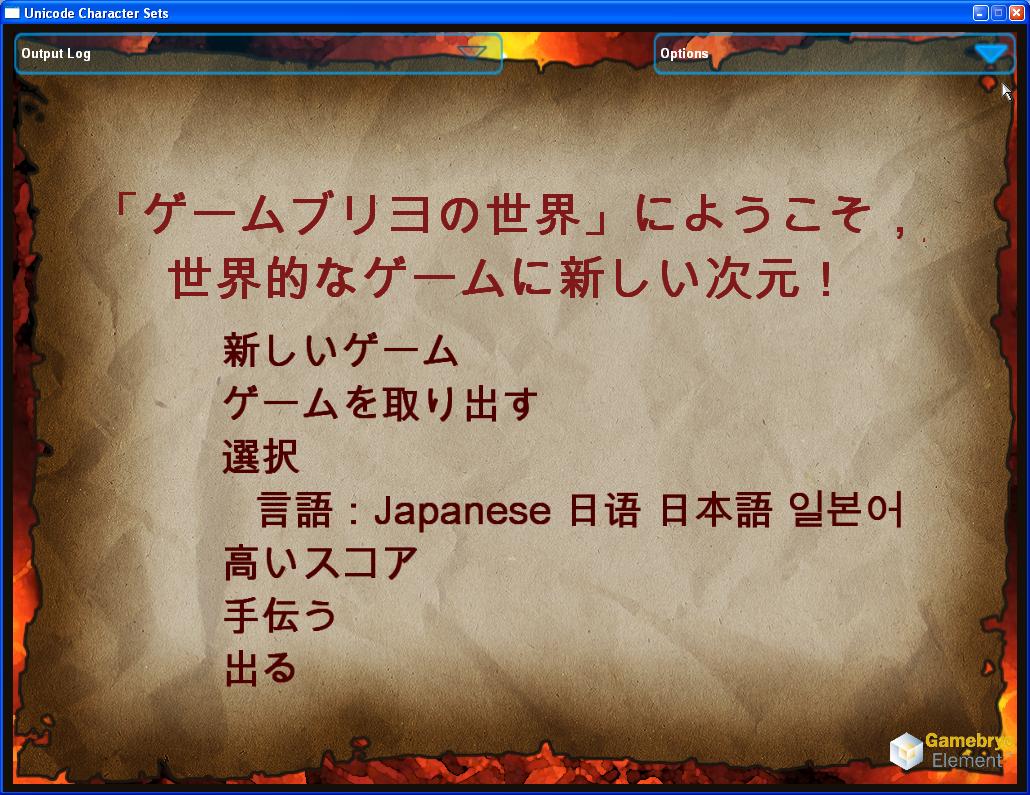 Unicode Character Sets
Output Log
Options
「ゲームブリヨの世界」にようこそ，
世界的なゲームに新しい次元！
新しいゲーム
ゲームを取り出す
選択
言語：Japanese 日语 日本語 일본어
高いスコア
手伝う
出る
Gamebryo
Element